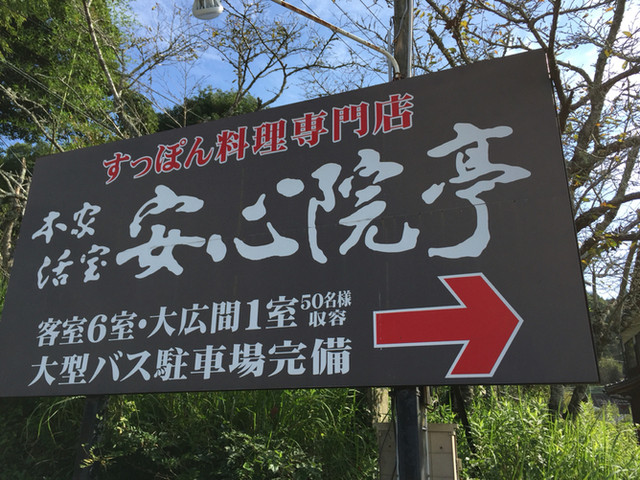 すっぽん料理専門店
本家
活宝
安心院亭
客室6室・大広間1室 50名様収容
大型バス駐車場完備